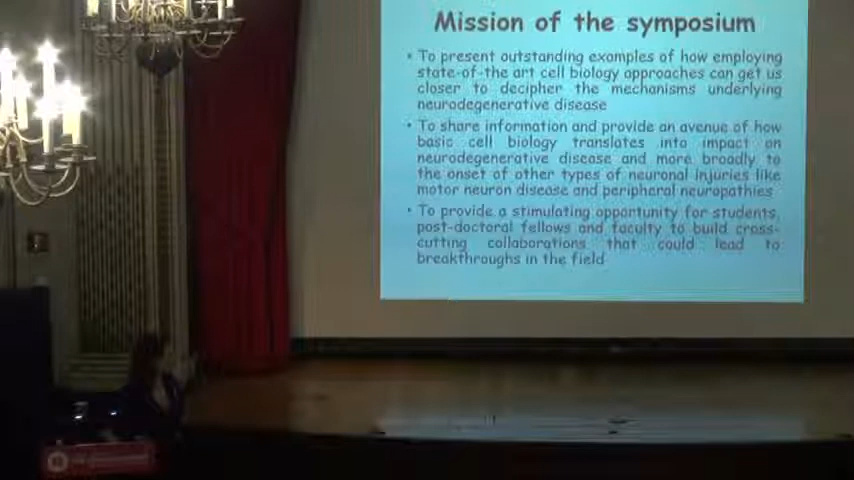 Mission of the symposium
• To present outstanding examples of how employing
state-of-the art cell biology approaches can get us
closer to decipher the mechanisms underlying
neurodegenerative disease
• To share information and provide an avenue of how
basic cell biology translates into impact on
neurodegenerative disease and more broadly to
the onset of other types of neuronal injuries like
motor neuron disease and peripheral neuropathies
• To provide a stimulating opportunity for students,
post-doctoral fellows and faculty to build cross-
cutting collaborations that could lead to
breakthroughs in the field